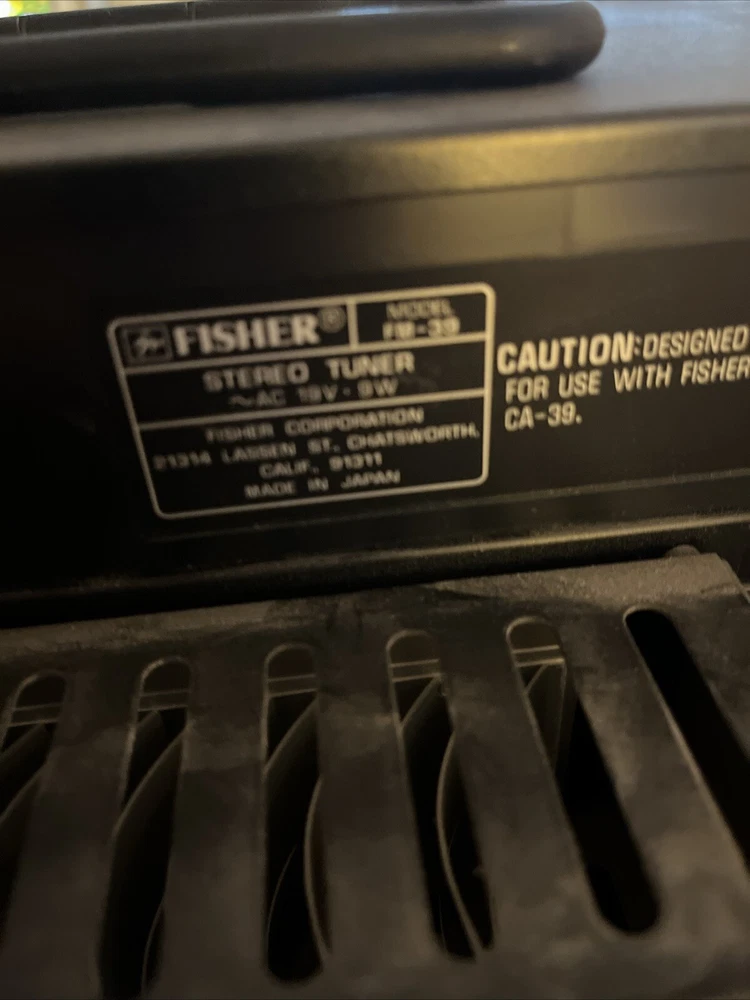 FISHER®
MODEL
FM-39
STEREO TUNER
~AC 19V · 9W
FISHER CORPORATION
21314 LASSEN ST. CHATSWORTH,
CALIF. 91311
MADE IN JAPAN
CAUTION: DESIGNED
FOR USE WITH FISHER
CA-39.